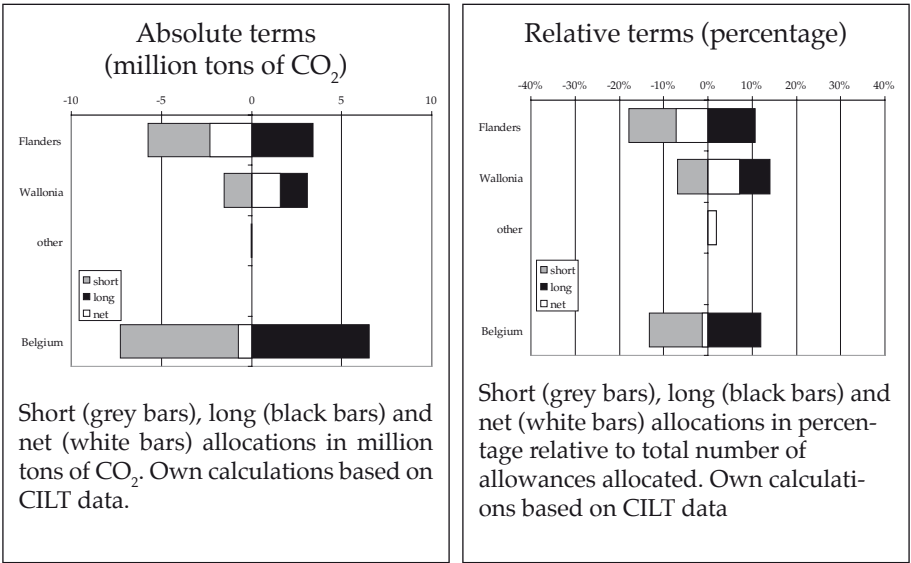 Absolute terms
(million tons of CO₂)
-10 -5 0 5 10
Flanders
Wallonia
other
short
long
net
Belgium
Short (grey bars), long (black bars) and
net (white bars) allocations in million
tons of CO₂. Own calculations based on
CILT data.
Relative terms (percentage)
-40% -30% -20% -10% 0% 10% 20% 30% 40%
Flanders
Wallonia
other
short
long
net
Belgium
Short (grey bars), long (black bars) and
net (white bars) allocations in percen-
tage relative to total number of
allowances allocated. Own calculati-
ons based on CILT data